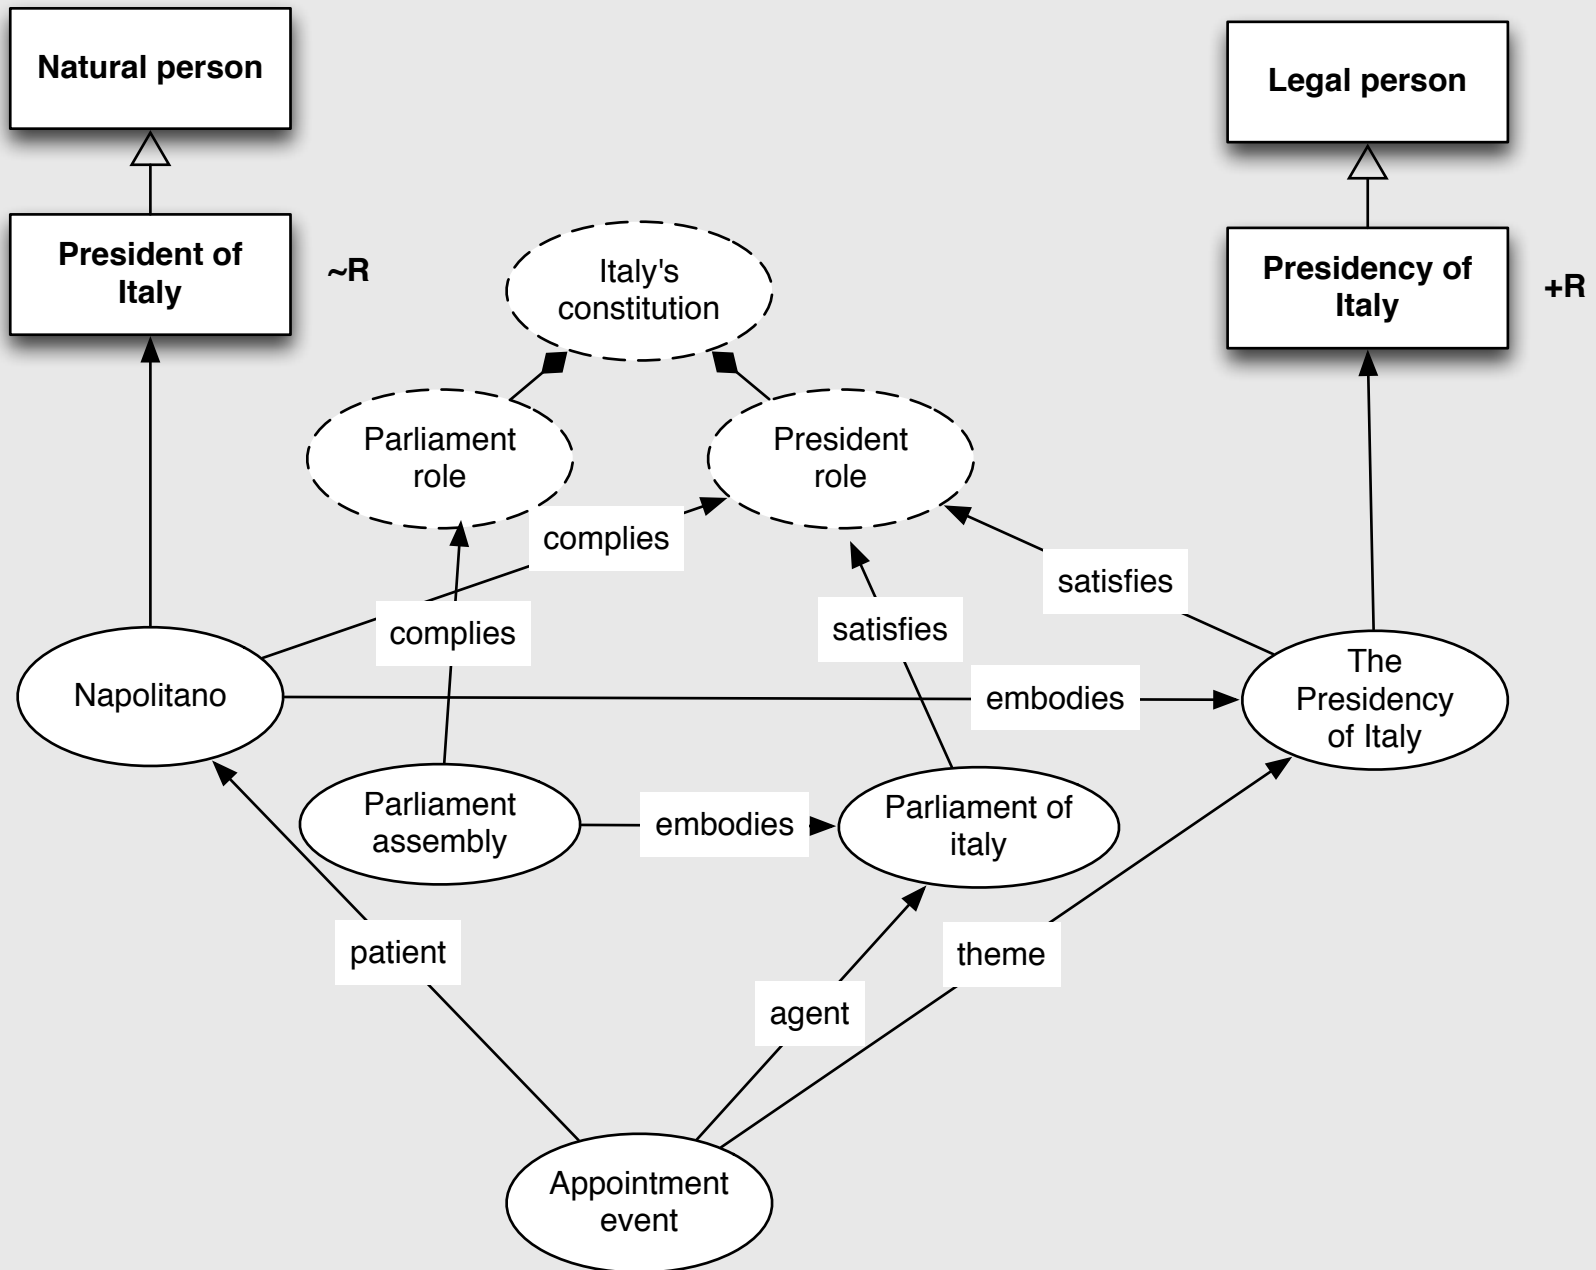 Natural person
Legal person
President of
Italy
~R
Italy's
constitution
Presidency of
Italy
+R
Parliament
role
President
role
complies
satisfies
complies
satisfies
Napolitano
embodies
The
Presidency
of Italy
Parliament
assembly
embodies
Parliament of
italy
patient
theme
agent
Appointment
event